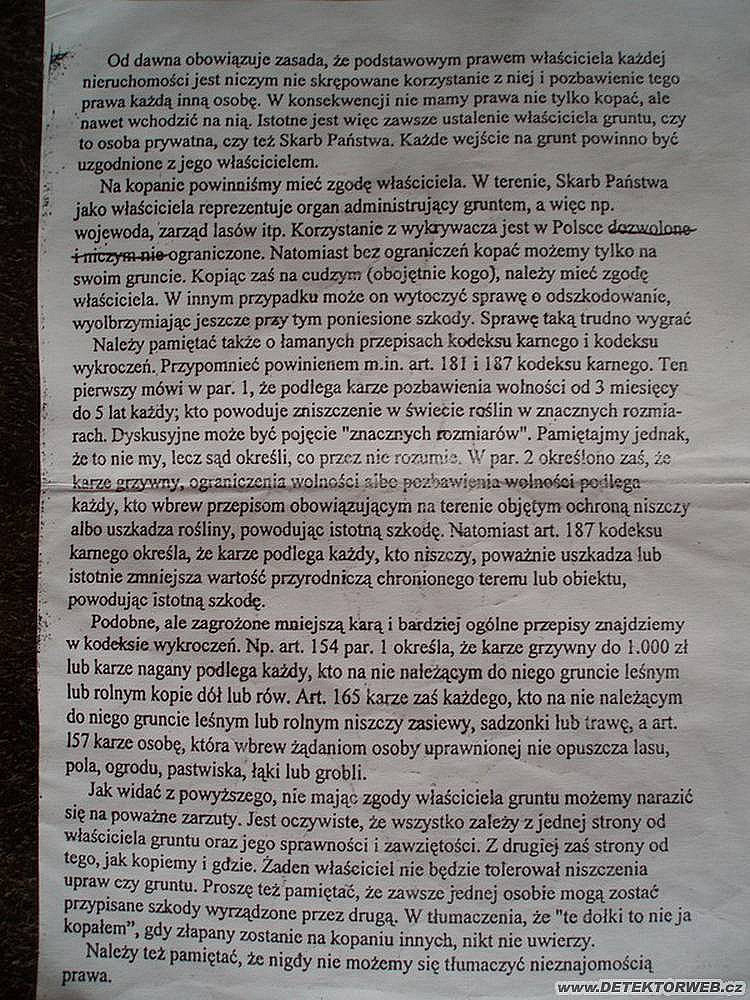 Od dawna obowiązuje zasada, że podstawowym prawem właściciela każdej
nieruchomości jest niczym nie skrępowane korzystanie z niej i pozbawienie tego
prawa każdą inną osobę. W konsekwencji nie mamy prawa nie tylko kopać, ale
nawet wchodzić na nią. Istotne jest więc zawsze ustalenie właściciela gruntu, czy
to osoba prywatna, czy też Skarb Państwa. Każde wejście na grunt powinno być
uzgodnione z jego właścicielem.
Na kopanie powinniśmy mieć zgodę właściciela. W terenie, Skarb Państwa
jako właściciela reprezentuje organ administrujący gruntem, a więc np.
wojewoda, zarząd lasów itp. Korzystanie z wykrywacza jest w Polsce dozwolone
i niczym nie ograniczone. Natomiast bez ograniczeń kopać możemy tylko na
swoim gruncie. Kopiąc zaś na cudzym (obojętnie kogo), należy mieć zgodę
właściciela. W innym przypadku może on wytoczyć sprawę o odszkodowanie,
wyolbrzymiając jeszcze przy tym poniesione szkody. Sprawę taką trudno wygrać
Należy pamiętać także o łamanych przepisach kodeksu karnego i kodeksu
wykroczeń. Przypomnieć powinienem m.in. art. 181 i 187 kodeksu karnego. Ten
pierwszy mówi w par. 1, że podlega karze pozbawienia wolności od 3 miesięcy
do 5 lat każdy; kto powoduje zniszczenie w świecie roślin w znacznych rozmia-
rach. Dyskusyjne może być pojęcie "znacznych rozmiarów". Pamiętajmy jednak,
że to nie my, lecz sąd określi, co przez nie rozumie. W par. 2 określono zaś, że
karze grzywny, ograniczenia wolności albo pozbawienia wolności podlega
każdy, kto wbrew przepisom obowiązującym na terenie objętym ochroną niszczy
albo uszkadza rośliny, powodując istotną szkodę. Natomiast art. 187 kodeksu
karnego określa, że karze podlega każdy, kto niszczy, poważnie uszkadza lub
istotnie zmniejsza wartość przyrodniczą chronionego terenu lub obiektu,
powodując istotną szkodę.
Podobne, ale zagrożone mniejszą karą i bardziej ogólne przepisy znajdziemy
w kodeksie wykroczeń. Np. art. 154 par. 1 określa, że karze grzywny do 1.000 zł
lub karze nagany podlega każdy, kto na nie należącym do niego gruncie leśnym
lub rolnym kopie dół lub rów. Art. 165 karze zaś każdego, kto na nie należącym
do niego gruncie leśnym lub rolnym niszczy zasiewy, sadzonki lub trawę, a art.
157 karze osobę, która wbrew żądaniom osoby uprawnionej nie opuszcza lasu,
pola, ogrodu, pastwiska, łąki lub grobli.
Jak widać z powyższego, nie mając zgody właściciela gruntu możemy narazić
się na poważne zarzuty. Jest oczywiste, że wszystko zależy z jednej strony od
właściciela gruntu oraz jego sprawności i zawziętości. Z drugiej zaś strony od
tego, jak kopiemy i gdzie. Żaden właściciel nie będzie tolerował niszczenia
upraw czy gruntu. Proszę też pamiętać, że zawsze jednej osobie mogą zostać
przypisane szkody wyrządzone przez drugą. W tłumaczenia, że "te dołki to nie ja
kopałem”, gdy złapany zostanie na kopaniu innych, nikt nie uwierzy.
Należy też pamiętać, że nigdy nie możemy się tłumaczyć nieznajomością
prawa.
www.DETEKTORWEB.cz